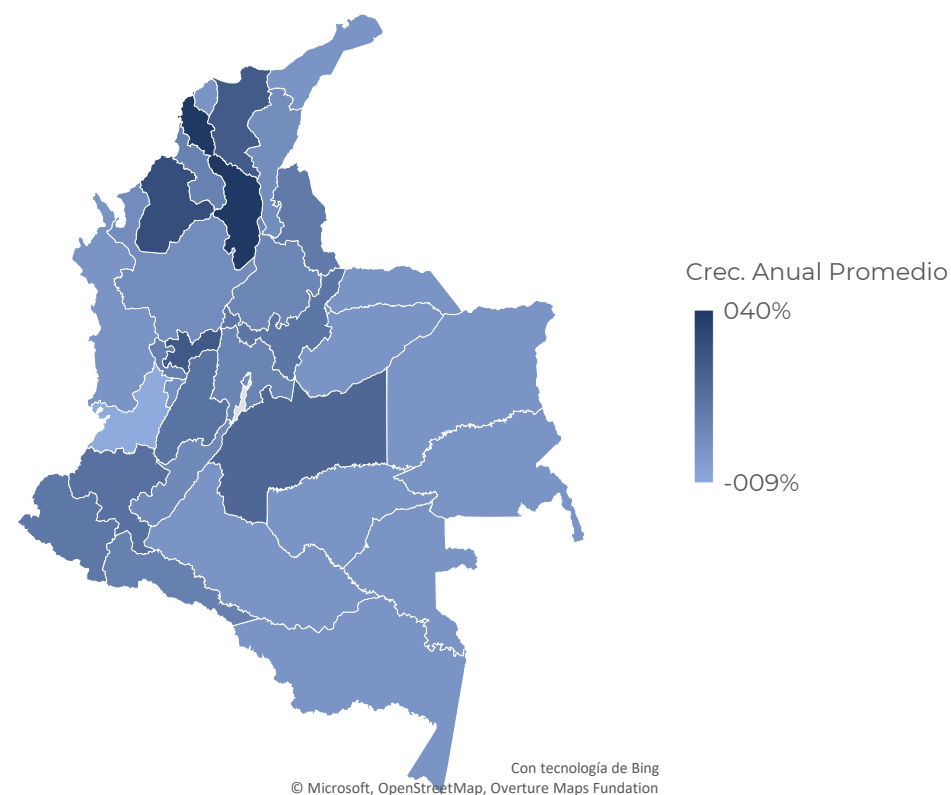 Crec. Anual Promedio
040%
-009%
Con tecnología de Bing
© Microsoft, OpenStreetMap, Overture Maps Fundation